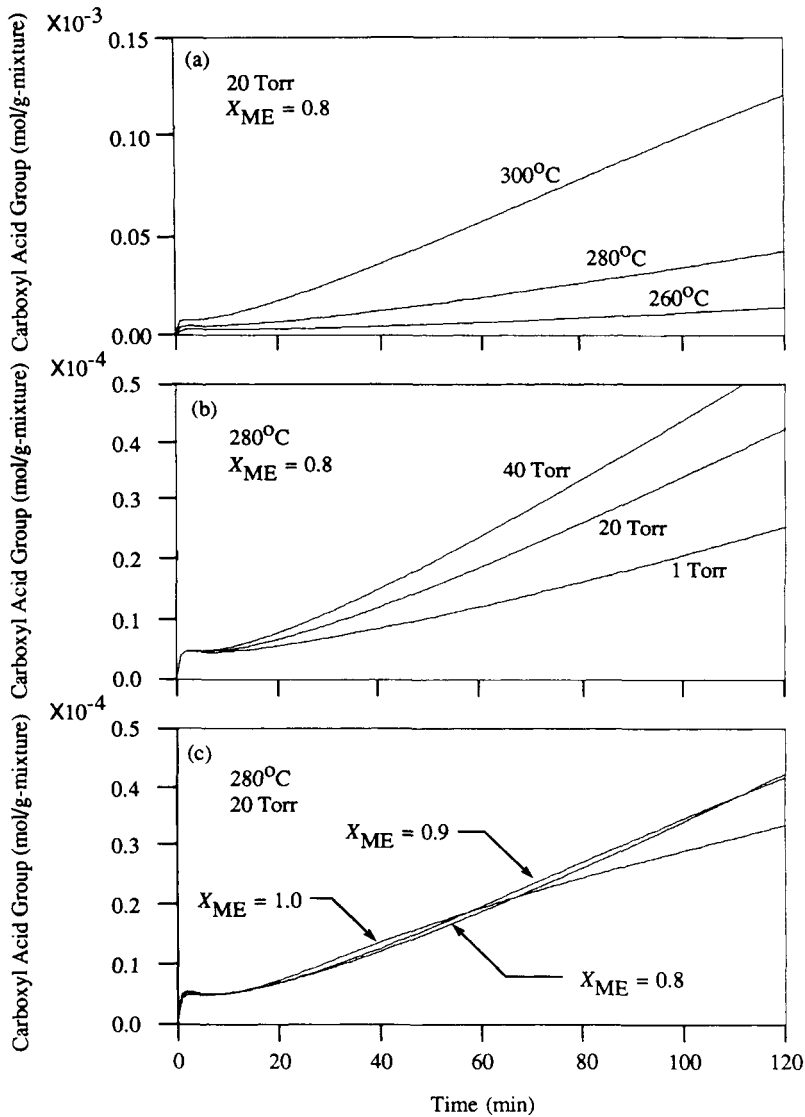 X10⁻³
Carboxyl Acid Group (mol/g-mixture)
0.15
0.10
0.05
0.00
(a)
20 Torr
X_ME = 0.8
300°C
280°C
260°C
X10⁻⁴
Carboxyl Acid Group (mol/g-mixture)
0.5
0.4
0.3
0.2
0.1
0.0
(b)
280°C
X_ME = 0.8
40 Torr
20 Torr
1 Torr
X10⁻⁴
Carboxyl Acid Group (mol/g-mixture)
0.5
0.4
0.3
0.2
0.1
0.0
(c)
280°C
20 Torr
X_ME = 0.9
X_ME = 1.0
X_ME = 0.8
0 20 40 60 80 100 120
Time (min)